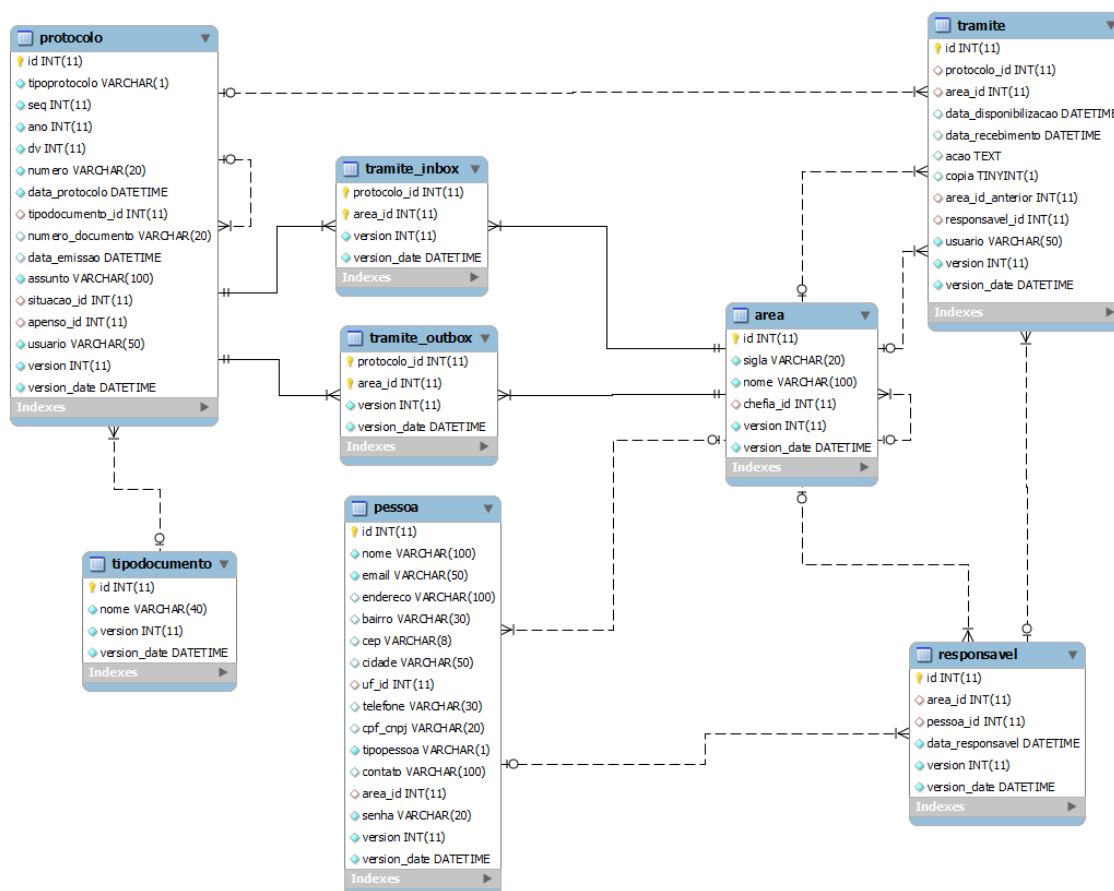 protocolo
id INT(11)
tipoprotocolo VARCHAR(1)
seq INT(11)
ano INT(11)
dv INT(11)
numero VARCHAR(20)
data_protocolo DATETIME
tipodocumento_id INT(11)
numero_documento VARCHAR(20)
data_emissao DATETIME
assunto VARCHAR(100)
situacao_id INT(11)
apenso_id INT(11)
usuario VARCHAR(50)
version INT(11)
version_date DATETIME
Indexes
tramite_inbox
protocolo_id INT(11)
area_id INT(11)
version INT(11)
version_date DATETIME
Indexes
tramite_outbox
protocolo_id INT(11)
area_id INT(11)
version INT(11)
version_date DATETIME
Indexes
tramite
id INT(11)
protocolo_id INT(11)
area_id INT(11)
data_disponibilizacao DATETIME
data_recebimento DATETIME
acao TEXT
copia TINYINT(1)
area_id_anterior INT(11)
responsavel_id INT(11)
usuario VARCHAR(50)
version INT(11)
version_date DATETIME
Indexes
area
id INT(11)
sigla VARCHAR(20)
nome VARCHAR(100)
chefia_id INT(11)
version INT(11)
version_date DATETIME
Indexes
tipodocumento
id INT(11)
nome VARCHAR(40)
version INT(11)
version_date DATETIME
Indexes
pessoa
id INT(11)
nome VARCHAR(100)
email VARCHAR(50)
endereco VARCHAR(100)
bairro VARCHAR(30)
cep VARCHAR(8)
cidade VARCHAR(50)
uf_id INT(11)
telefone VARCHAR(30)
cpf_cnpj VARCHAR(20)
tipopessoa VARCHAR(1)
contato VARCHAR(100)
area_id INT(11)
senha VARCHAR(20)
version INT(11)
version_date DATETIME
Indexes
responsavel
id INT(11)
area_id INT(11)
pessoa_id INT(11)
data_responsavel DATETIME
version INT(11)
version_date DATETIME
Indexes